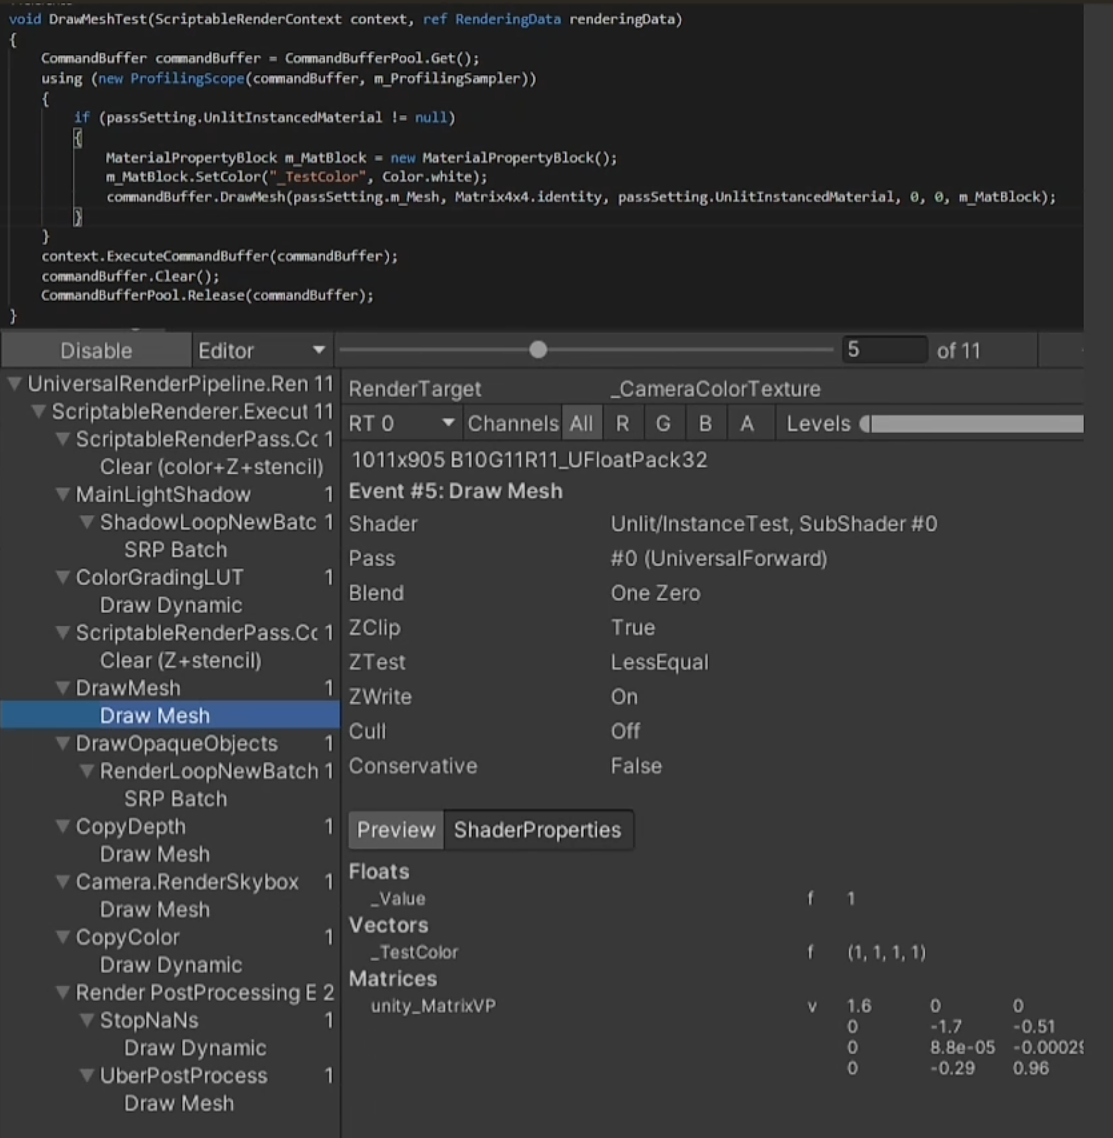 void DrawMeshTest(ScriptableRenderContext context, ref RenderingData renderingData)
{
CommandBuffer commandBuffer = CommandBufferPool.Get();
using (new ProfilingScope(commandBuffer, m_ProfilingSampler))
{
if (passSetting.UnlitInstancedMaterial != null)
{
MaterialPropertyBlock m_MatBlock = new MaterialPropertyBlock();
m_MatBlock.SetColor("_TestColor", Color.white);
commandBuffer.DrawMesh(passSetting.m_Mesh, Matrix4x4.identity, passSetting.UnlitInstancedMaterial, 0, 0, m_MatBlock);
}
}
context.ExecuteCommandBuffer(commandBuffer);
commandBuffer.Clear();
CommandBufferPool.Release(commandBuffer);
}
Disable Editor 5 of 11
UniversalRenderPipeline.Ren 11
ScriptableRenderer.Execut 11
ScriptableRenderPass.Cc 1
Clear (color+Z+stencil)
MainLightShadow 1
ShadowLoopNewBatc 1
SRP Batch
ColorGradingLUT 1
Draw Dynamic
ScriptableRenderPass.Cc 1
Clear (Z+stencil)
DrawMesh 1
Draw Mesh
DrawOpaqueObjects 1
RenderLoopNewBatch 1
SRP Batch
CopyDepth 1
Draw Mesh
Camera.RenderSkybox 1
Draw Mesh
CopyColor 1
Draw Dynamic
Render PostProcessing E 2
StopNaNs 1
Draw Dynamic
UberPostProcess 1
Draw Mesh
RenderTarget _CameraColorTexture
RT 0 Channels All R G B A Levels
1011x905 B10G11R11_UFloatPack32
Event #5: Draw Mesh
Shader Unlit/InstanceTest, SubShader #0
Pass #0 (UniversalForward)
Blend One Zero
ZClip True
ZTest LessEqual
ZWrite On
Cull Off
Conservative False
Preview ShaderProperties
Floats
_Value f 1
Vectors
_TestColor f (1, 1, 1, 1)
Matrices
unity_MatrixVP v 1.6 0 0
0 -1.7 -0.51
0 8.8e-05 -0.00029
0 -0.29 0.96